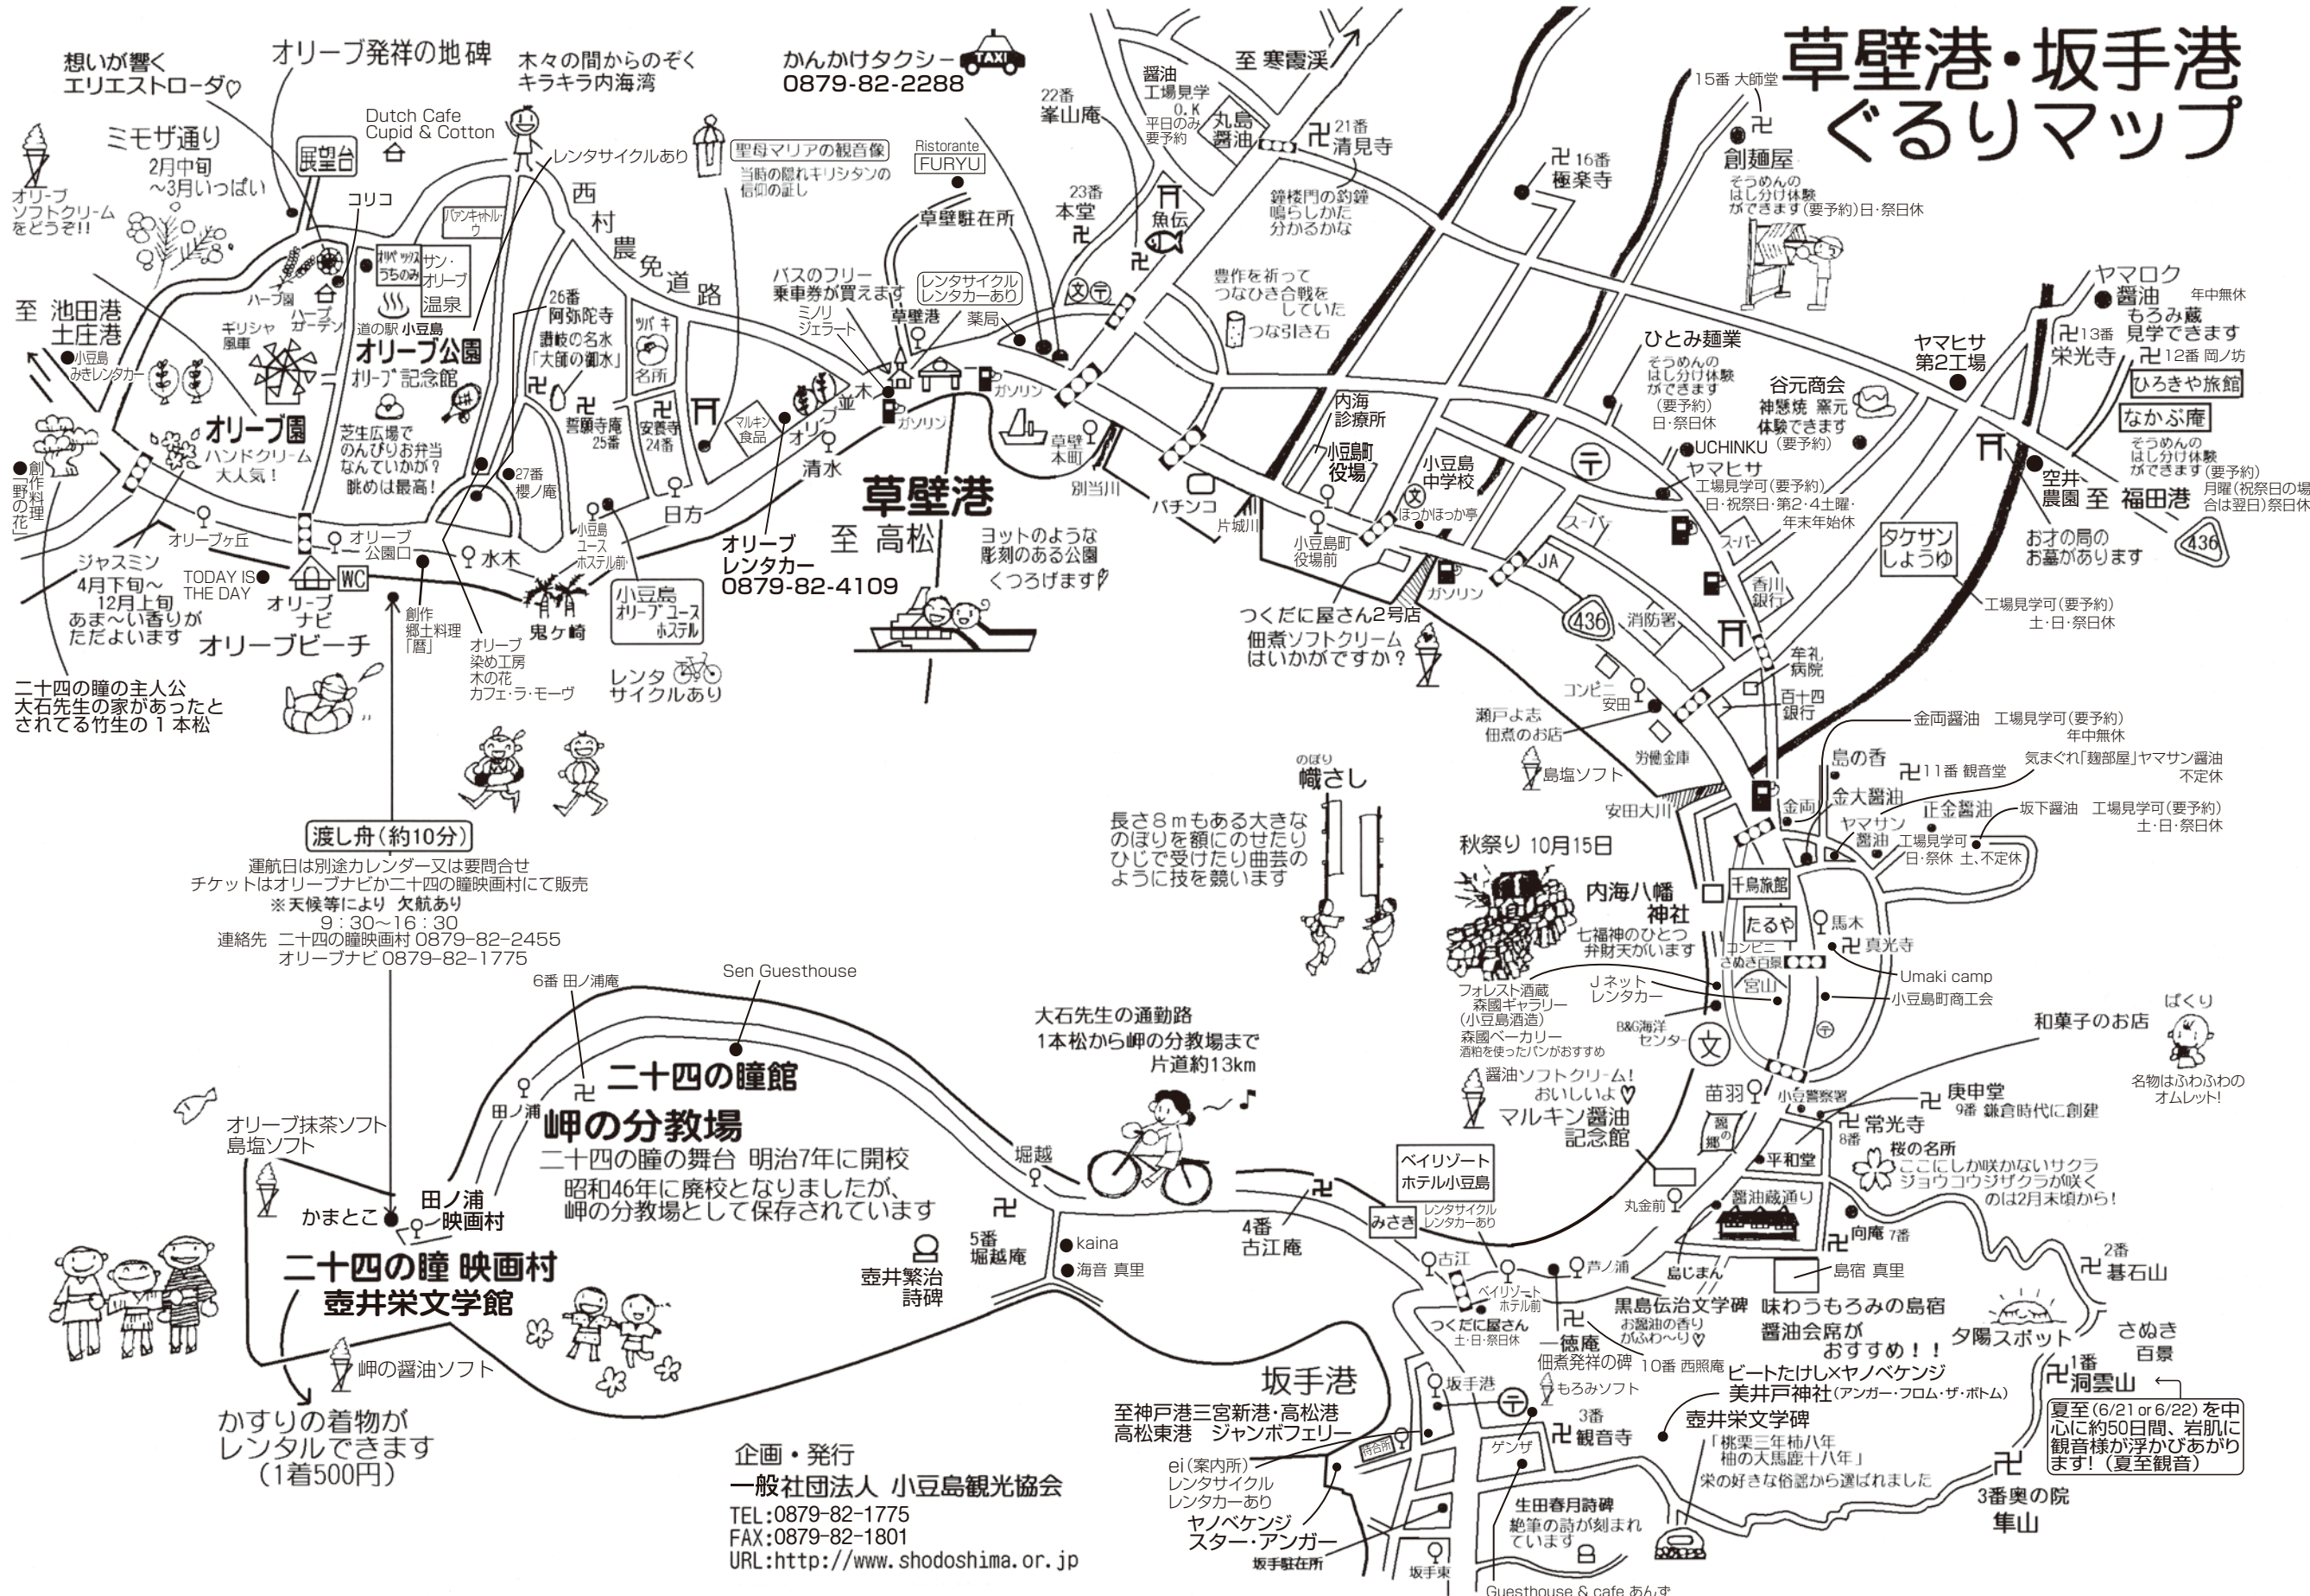 草壁港・坂手港
ぐるりマップ
想いが響く
エリエストローダ♡
オリーブ発祥の地碑
木々の間からのぞく
キラキラ内海湾
かんかけタクシー
TAXI
0879-82-2288
ミモザ通り
2月中旬
～3月いっぱい
オリーブ
ソフトクリーム
をどうぞ!!
展望台
Dutch Cafe
Cupid & Cotton
コリコ
レンタサイクルあり
聖母マリアの観音像
当時の隠れキリシタンの
信仰の証し
Ristorante
FURYU
草壁駐在所
22番
峯山庵
23番
本堂
醤油
工場見学
O.K
平日のみ
要予約
丸島
醤油
至 寒霞渓
卍21番
清見寺
鐘楼門の釣鐘
鳴らしかた
分かるかな
魚伝
卍16番
極楽寺
15番 大師堂
創麺屋
そうめんの
はし分け体験
ができます(要予約)日・祭日休
西村農免道路
オリバックス
うちのみ
サン・
オリーブ
温泉
ハーブ園
ハーブ
ガーデン
ギリシャ
風車
道の駅 小豆島
オリーブ公園
オリーブ記念館
芝生広場で
のんびりお弁当
なんていかが?
眺めは最高!
至 池田港
土庄港
小豆島
みきレンタカー
オリーブ園
ハンドクリーム
大人気!
創作料理
「野の花」
26番
阿弥陀寺
讃岐の名水
「大師の御水」
誓願寺庵
25番
ツバキ
名所
安養寺
24番
マルキン
食品
オリーブ並木
27番
櫻ノ庵
バスのフリー
乗車券が買えます
ミノリ
ジェラート
草壁港
レンタサイクル
レンタカーあり
薬局
ガソリン
ガソリン
草壁
本町
別当川
清水
日方
小豆島
ユース
ホステル前
小豆島
オリーブユース
ホステル
レンタ
サイクルあり
オリーブヶ丘
オリーブ
公園口
水木
ジャスミン
4月下旬～
12月上旬
あま～い香りが
ただよいます
TODAY IS
THE DAY
オリーブ
ナビ
WC
オリーブビーチ
創作
郷土料理
「暦」
オリーブ
染め工房
木の花
カフェ・ラ・モーヴ
鬼ヶ崎
二十四の瞳の主人公
大石先生の家があったと
されてる竹生の1本松
オリーブ
レンタカー
0879-82-4109
草壁港
至 高松
ヨットのような
彫刻のある公園
くつろげます
豊作を祈って
つなひき合戦を
していた
つな引き石
内海
診療所
小豆島町
役場
小豆島
中学校
ほっかほっか亭
パチンコ
片城川
小豆島町
役場前
ガソリン
JA
スーパー
スーパー
つくだに屋さん2号店
佃煮ソフトクリーム
はいかがですか?
ひとみ麺業
そうめんの
はし分け体験
ができます
(要予約)
日・祭日休
UCHINKU
谷元商会
神懸焼 窯元
体験できます
(要予約)
ヤマヒサ
工場見学可(要予約)
日・祝祭日・第2・4土曜・
年末年始休
ヤマヒサ
第2工場
ヤマロク
醤油 年中無休
もろみ蔵
見学できます
卍13番
栄光寺
卍12番 岡ノ坊
ひろきや旅館
なかぶ庵
そうめんの
はし分け体験
ができます(要予約)
月曜(祝祭日の場
合は翌日)祭日休
空井
農園
至 福田港
436
お才の局の
お墓があります
タケサン
しょうゆ
工場見学可(要予約)
土・日・祭日休
香川
銀行
436
消防署
牟礼
病院
百十四
銀行
コンビニ
安田
瀬戸よ志
佃煮のお店
島塩ソフト
労働金庫
安田大川
金両醤油 工場見学可(要予約)
年中無休
島の香
卍11番 観音堂
気まぐれ「麹部屋」ヤマサン醤油
不定休
金両
金大醤油
ヤマサン
醤油
正金醤油
工場見学可
日・祭休 土、不定休
坂下醤油 工場見学可(要予約)
土・日・祭日休
渡し舟(約10分)
運航日は別途カレンダー又は要問合せ
チケットはオリーブナビか二十四の瞳映画村にて販売
※天候等により 欠航あり
9：30～16：30
連絡先 二十四の瞳映画村 0879-82-2455
オリーブナビ 0879-82-1775
のぼり
幟さし
長さ8mもある大きな
のぼりを額にのせたり
ひじで受けたり曲芸の
ように技を競います
秋祭り 10月15日
内海八幡
神社
七福神のひとつ
弁財天がいます
千鳥旅館
たるや
馬木
真光寺
コンビニ
さぬき百景
宮山
Umaki camp
小豆島町商工会
フォレスト酒蔵
森國ギャラリー
(小豆島酒造)
森國ベーカリー
酒粕を使ったパンがおすすめ
Jネット
レンタカー
B&G海洋
センター
文
醤油ソフトクリーム!
おいしいよ♡
マルキン醤油
記念館
苗羽
小豆警察署
和菓子のお店
ぱくり
名物はふわふわの
オムレット!
庚申堂
9番 鎌倉時代に創建
常光寺
8番
桜の名所
ここにしか咲かないサクラ
ジョウコウジザクラが咲く
のは2月末頃から!
醤の
郷
平和堂
醤油蔵通り
丸金前
向庵 7番
島じまん
島宿 真里
黒島伝治文学碑
お醤油の香り
がふわ～り♡
味わうもろみの島宿
醤油会席が
おすすめ!!
2番
碁石山
夕陽スポット
さぬき
百景
1番
洞雲山
夏至(6/21 or 6/22)を中
心に約50日間、岩肌に
観音様が浮かびあがり
ます!(夏至観音)
3番奥の院
隼山
6番 田ノ浦庵
Sen Guesthouse
二十四の瞳館
田ノ浦
岬の分教場
二十四の瞳の舞台 明治7年に開校
昭和46年に廃校となりましたが、
岬の分教場として保存されています
オリーブ抹茶ソフト
島塩ソフト
かまとこ
田ノ浦
映画村
二十四の瞳 映画村
壺井栄文学館
岬の醤油ソフト
かすりの着物が
レンタルできます
(1着500円)
大石先生の通勤路
1本松から岬の分教場まで
片道約13km
堀越
5番
堀越庵
kaina
海音 真里
壺井繁治
詩碑
4番
古江庵
ベイリゾート
ホテル小豆島
みさき
レンタサイクル
レンタカーあり
古江
ベイリゾート
ホテル前
芦ノ浦
つくだに屋さん
土・日・祭日休
一徳庵
佃煮発祥の碑
10番 西照庵
もろみソフト
ビートたけし×ヤノベケンジ
美井戸神社(アンガー・フロム・ザ・ボトム)
壺井栄文学碑
「桃栗三年柿八年
柚の大馬鹿十八年」
栄の好きな俗謡から選ばれました
坂手港
坂手港
至神戸港三宮新港・高松港
高松東港 ジャンボフェリー
待合所
ei(案内所)
レンタサイクル
レンタカーあり
ヤノベケンジ
スター・アンガー
坂手駐在所
ゲンザ
3番
観音寺
生田春月詩碑
絶筆の詩が刻まれ
ています
坂手東
Guesthouse & cafe あんず
企画・発行
一般社団法人 小豆島観光協会
TEL:0879-82-1775
FAX:0879-82-1801
URL:http://www.shodoshima.or.jp